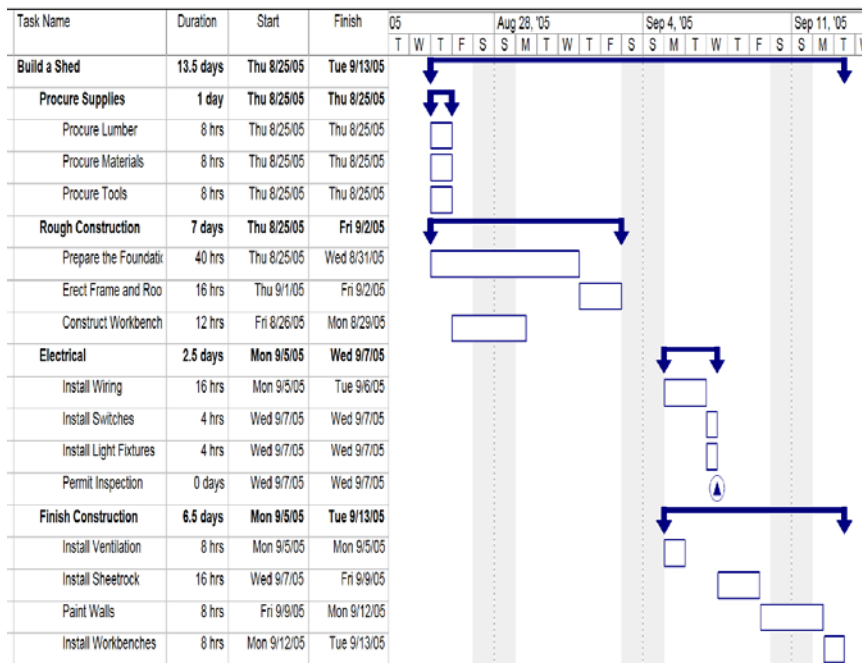 Task Name Duration Start Finish 05 Aug 28, '05 Sep 4, '05 Sep 11, '05
T W T F S S M T W T F S S M T W T F S S M T W
Build a Shed 13.5 days Thu 8/25/05 Tue 9/13/05
Procure Supplies 1 day Thu 8/25/05 Thu 8/25/05
Procure Lumber 8 hrs Thu 8/25/05 Thu 8/25/05
Procure Materials 8 hrs Thu 8/25/05 Thu 8/25/05
Procure Tools 8 hrs Thu 8/25/05 Thu 8/25/05
Rough Construction 7 days Thu 8/25/05 Fri 9/2/05
Prepare the Foundatic 40 hrs Thu 8/25/05 Wed 8/31/05
Erect Frame and Roo 16 hrs Thu 9/1/05 Fri 9/2/05
Construct Workbench 12 hrs Fri 8/26/05 Mon 8/29/05
Electrical 2.5 days Mon 9/5/05 Wed 9/7/05
Install Wiring 16 hrs Mon 9/5/05 Tue 9/6/05
Install Switches 4 hrs Wed 9/7/05 Wed 9/7/05
Install Light Fixtures 4 hrs Wed 9/7/05 Wed 9/7/05
Permit Inspection 0 days Wed 9/7/05 Wed 9/7/05
Finish Construction 6.5 days Mon 9/5/05 Tue 9/13/05
Install Ventilation 8 hrs Mon 9/5/05 Mon 9/5/05
Install Sheetrock 16 hrs Wed 9/7/05 Fri 9/9/05
Paint Walls 8 hrs Fri 9/9/05 Mon 9/12/05
Install Workbenches 8 hrs Mon 9/12/05 Tue 9/13/05